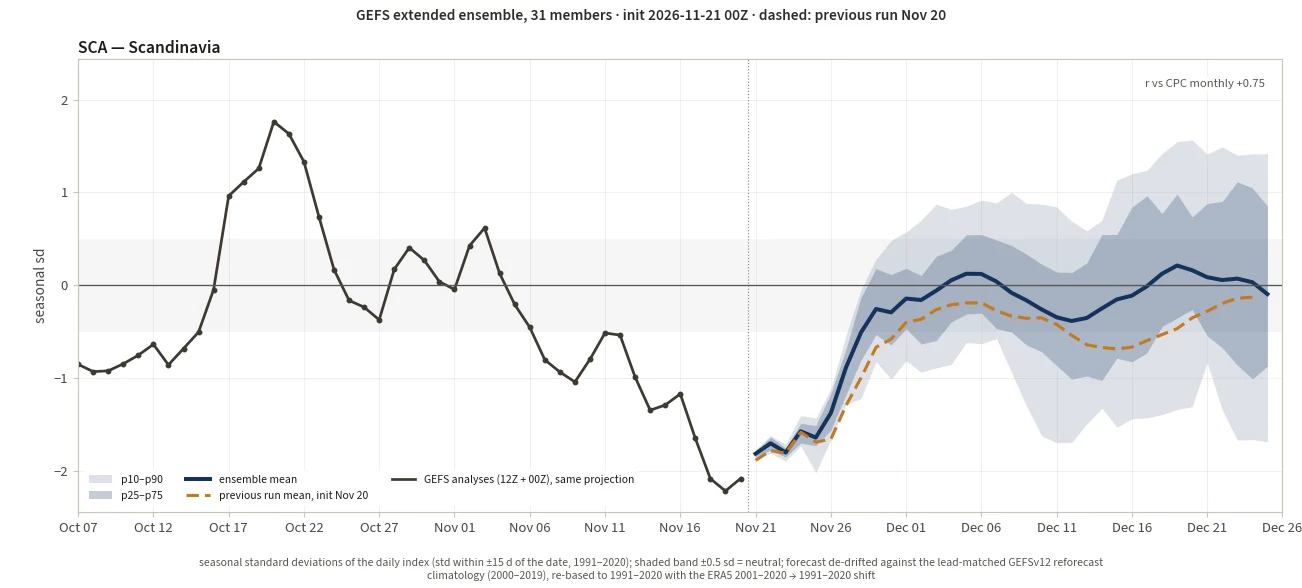 GEFS extended ensemble, 31 members · init 2026-11-21 00Z · dashed: previous run Nov 20
SCA — Scandinavia
r vs CPC monthly +0.75
seasonal sd
2
1
0
−1
−2
p10–p90
p25–p75
ensemble mean
previous run mean, init Nov 20
GEFS analyses (12Z + 00Z), same projection
Oct 07 Oct 12 Oct 17 Oct 22 Oct 27 Nov 01 Nov 06 Nov 11 Nov 16 Nov 21 Nov 26 Dec 01 Dec 06 Dec 11 Dec 16 Dec 21 Dec 26
seasonal standard deviations of the daily index (std within ±15 d of the date, 1991–2020); shaded band ±0.5 sd = neutral; forecast de-drifted against the lead-matched GEFSv12 reforecast
climatology (2000–2019), re-based to 1991–2020 with the ERA5 2001–2020 → 1991–2020 shift